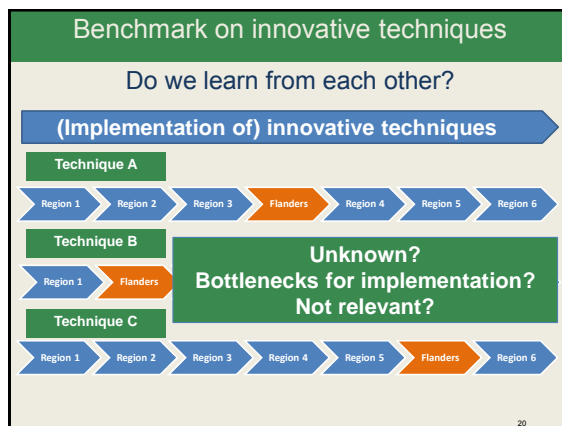 Benchmark on innovative techniques
Do we learn from each other?
(Implementation of) innovative techniques
Technique A
Region 1 Region 2 Region 3 Flanders Region 4 Region 5 Region 6
Technique B
Region 1 Flanders
Unknown?
Bottlenecks for implementation?
Not relevant?
Technique C
Region 1 Region 2 Region 3 Region 4 Region 5 Flanders Region 6
20